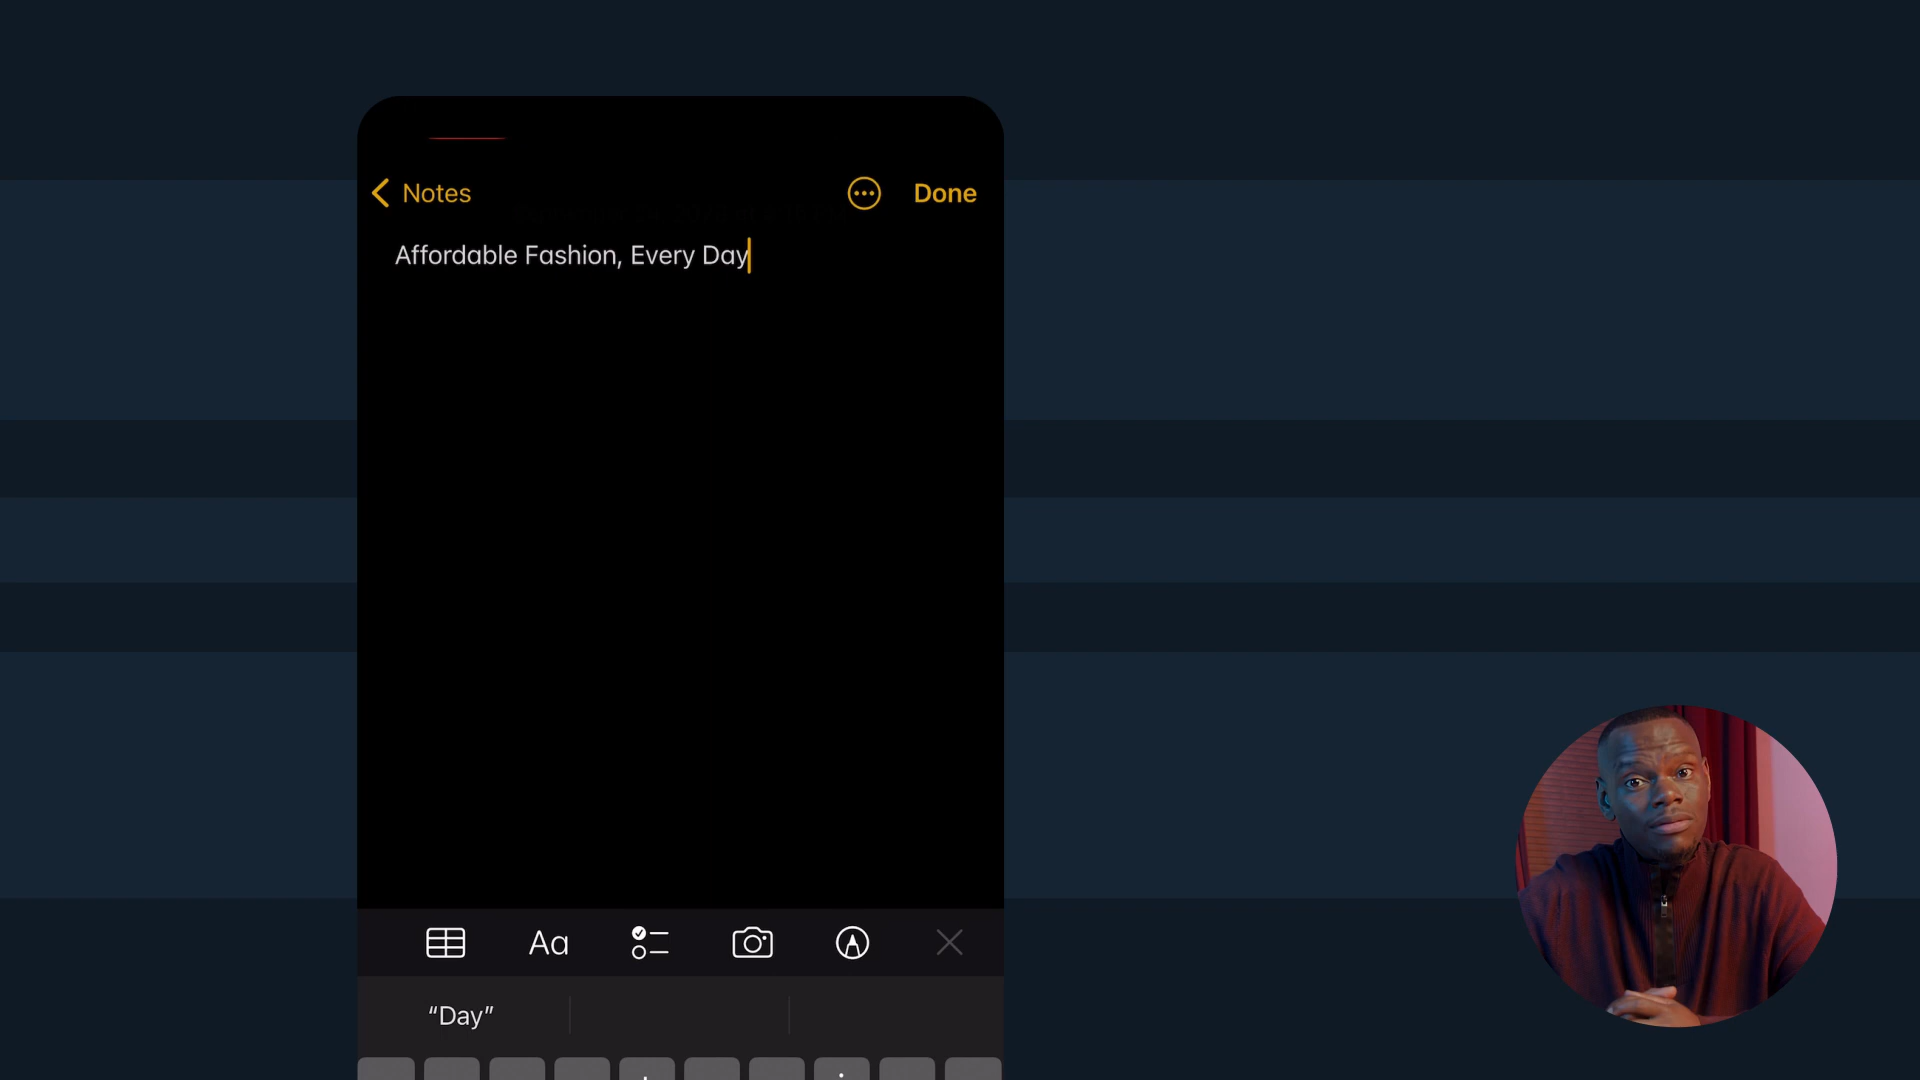 Notes
Done
Affordable Fashion, Every Day
Aa
“Day”